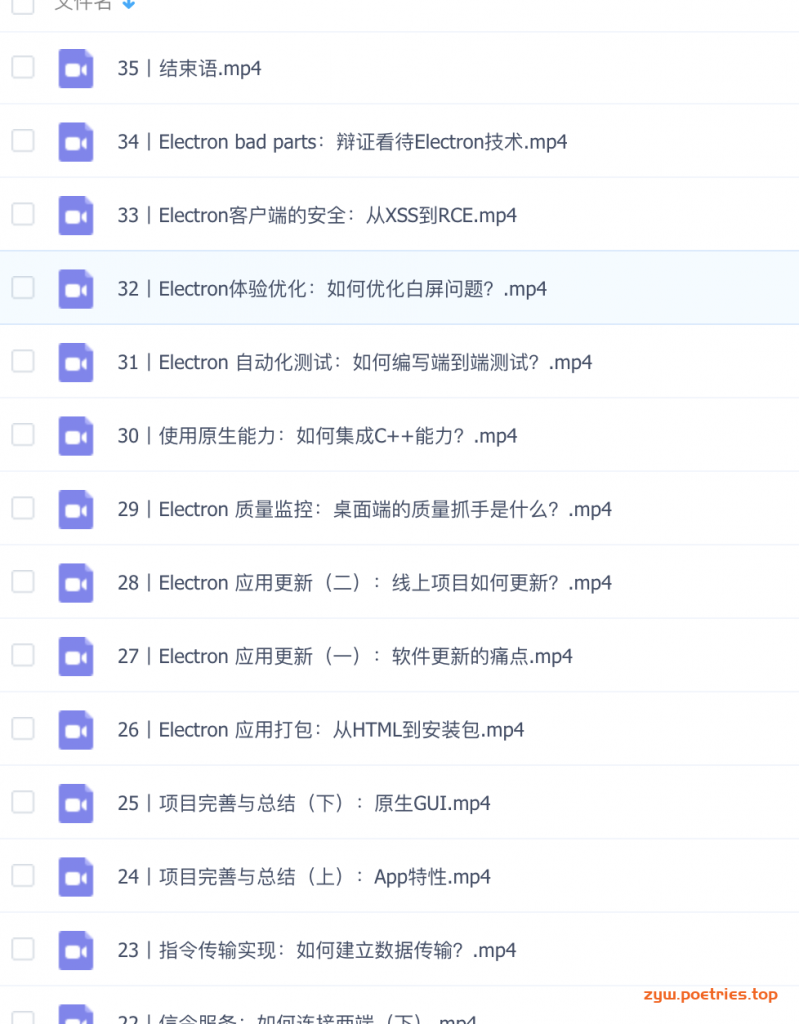 文件名
35丨结束语.mp4
34丨Electron bad parts：辩证看待Electron技术.mp4
33丨Electron客户端的安全：从XSS到RCE.mp4
32丨Electron体验优化：如何优化白屏问题？.mp4
31丨Electron 自动化测试：如何编写端到端测试？.mp4
30丨使用原生能力：如何集成C++能力？.mp4
29丨Electron 质量监控：桌面端的质量抓手是什么？.mp4
28丨Electron 应用更新（二）：线上项目如何更新？.mp4
27丨Electron 应用更新（一）：软件更新的痛点.mp4
26丨Electron 应用打包：从HTML到安装包.mp4
25丨项目完善与总结（下）：原生GUI.mp4
24丨项目完善与总结（上）：App特性.mp4
23丨指令传输实现：如何建立数据传输？.mp4
zyw.poetries.top
22丨信令服务：如何连接两端（下）.mp4